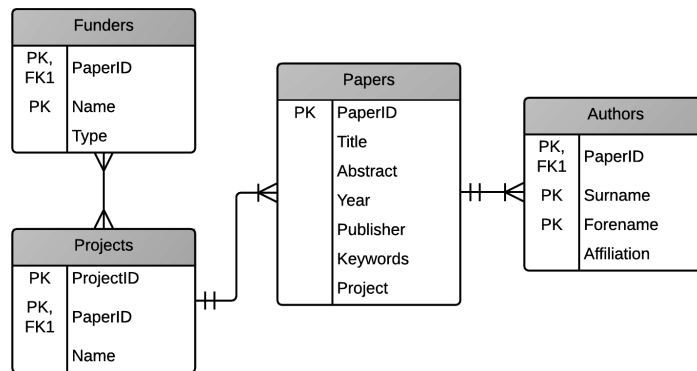 Funders
PK,
FK1 PaperID
PK Name
Type
Projects
PK ProjectID
PK,
FK1 PaperID
Name
Papers
PK PaperID
Title
Abstract
Year
Publisher
Keywords
Project
Authors
PK,
FK1 PaperID
PK Surname
PK Forename
Affiliation